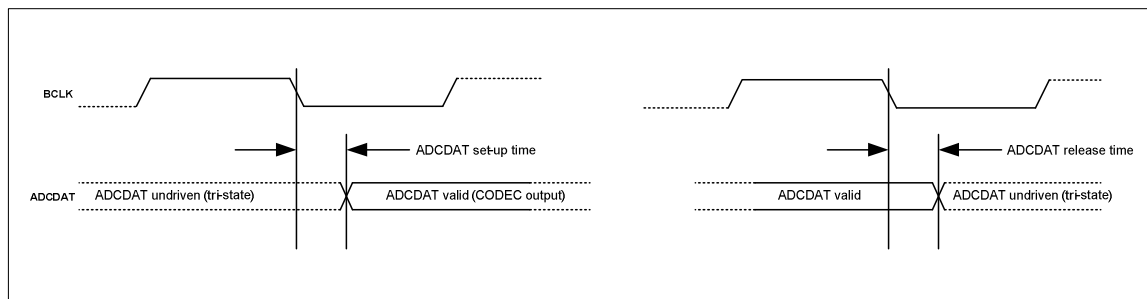 BCLK
ADCDAT set-up time
ADCDAT release time
ADCDAT
ADCDAT undriven (tri-state)
ADCDAT valid (CODEC output)
ADCDAT valid
ADCDAT undriven (tri-state)